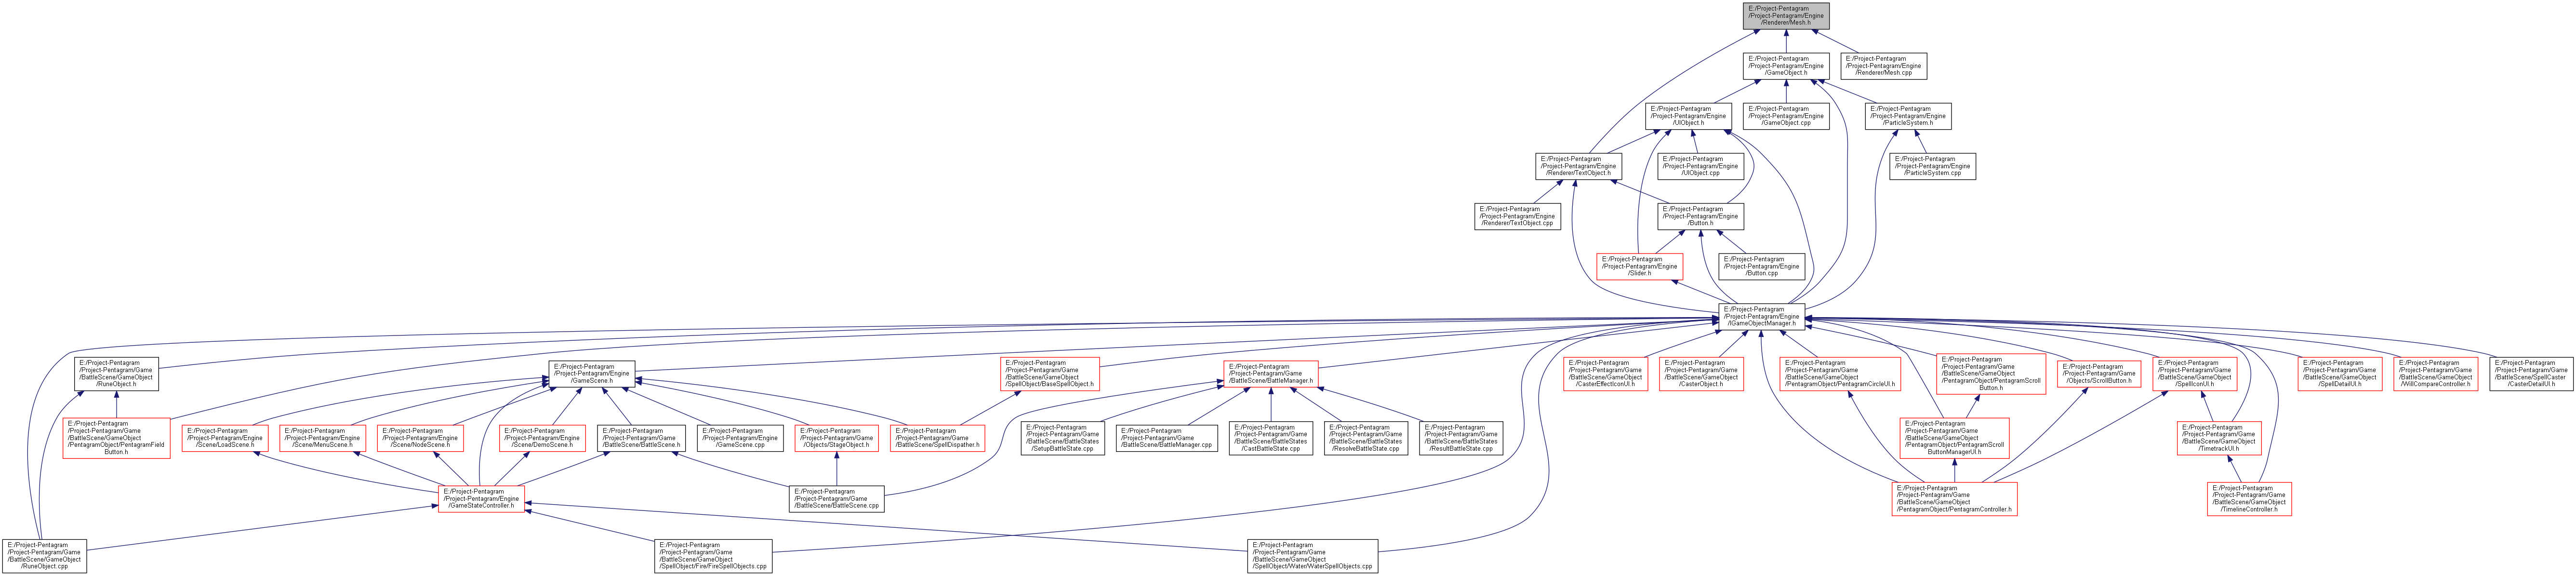 E:/Project-Pentagram
/Project-Pentagram/Engine
/Renderer/Mesh.h
E:/Project-Pentagram
/Project-Pentagram/Engine
/GameObject.h
E:/Project-Pentagram
/Project-Pentagram/Engine
/Renderer/Mesh.cpp
E:/Project-Pentagram
/Project-Pentagram/Engine
/UIObject.h
E:/Project-Pentagram
/Project-Pentagram/Engine
/GameObject.cpp
E:/Project-Pentagram
/Project-Pentagram/Engine
/ParticleSystem.h
E:/Project-Pentagram
/Project-Pentagram/Engine
/Renderer/TextObject.h
E:/Project-Pentagram
/Project-Pentagram/Engine
/UIObject.cpp
E:/Project-Pentagram
/Project-Pentagram/Engine
/ParticleSystem.cpp
E:/Project-Pentagram
/Project-Pentagram/Engine
/Renderer/TextObject.cpp
E:/Project-Pentagram
/Project-Pentagram/Engine
/Button.h
E:/Project-Pentagram
/Project-Pentagram/Engine
/Slider.h
E:/Project-Pentagram
/Project-Pentagram/Engine
/Button.cpp
E:/Project-Pentagram
/Project-Pentagram/Engine
/IGameObjectManager.h
E:/Project-Pentagram
/Project-Pentagram/Game
/BattleScene/GameObject
/RuneObject.h
E:/Project-Pentagram
/Project-Pentagram/Engine
/GameScene.h
E:/Project-Pentagram
/Project-Pentagram/Game
/BattleScene/GameObject
/SpellObject/BaseSpellObject.h
E:/Project-Pentagram
/Project-Pentagram/Game
/BattleScene/BattleManager.h
E:/Project-Pentagram
/Project-Pentagram/Game
/BattleScene/GameObject
/CasterEffectIconUI.h
E:/Project-Pentagram
/Project-Pentagram/Game
/BattleScene/GameObject
/CasterObject.h
E:/Project-Pentagram
/Project-Pentagram/Game
/BattleScene/GameObject
/PentagramObject/PentagramCircleUI.h
E:/Project-Pentagram
/Project-Pentagram/Game
/BattleScene/GameObject
/PentagramObject/PentagramScroll
Button.h
E:/Project-Pentagram
/Project-Pentagram/Game
/Objects/ScrollButton.h
E:/Project-Pentagram
/Project-Pentagram/Game
/BattleScene/GameObject
/SpellIconUI.h
E:/Project-Pentagram
/Project-Pentagram/Game
/BattleScene/GameObject
/SpellDetailUI.h
E:/Project-Pentagram
/Project-Pentagram/Game
/BattleScene/GameObject
/WillCompareController.h
E:/Project-Pentagram
/Project-Pentagram/Game
/BattleScene/SpellCaster
/CasterDetailUI.h
E:/Project-Pentagram
/Project-Pentagram/Game
/BattleScene/GameObject
/PentagramObject/PentagramField
Button.h
E:/Project-Pentagram
/Project-Pentagram/Engine
/Scene/LoadScene.h
E:/Project-Pentagram
/Project-Pentagram/Engine
/Scene/MenuScene.h
E:/Project-Pentagram
/Project-Pentagram/Engine
/Scene/NodeScene.h
E:/Project-Pentagram
/Project-Pentagram/Engine
/Scene/DemoScene.h
E:/Project-Pentagram
/Project-Pentagram/Game
/BattleScene/BattleScene.h
E:/Project-Pentagram
/Project-Pentagram/Engine
/GameScene.cpp
E:/Project-Pentagram
/Project-Pentagram/Game
/Objects/StageObject.h
E:/Project-Pentagram
/Project-Pentagram/Game
/BattleScene/SpellDispather.h
E:/Project-Pentagram
/Project-Pentagram/Game
/BattleScene/BattleStates
/SetupBattleState.cpp
E:/Project-Pentagram
/Project-Pentagram/Game
/BattleScene/BattleManager.cpp
E:/Project-Pentagram
/Project-Pentagram/Game
/BattleScene/BattleStates
/CastBattleState.cpp
E:/Project-Pentagram
/Project-Pentagram/Game
/BattleScene/BattleStates
/ResolveBattleState.cpp
E:/Project-Pentagram
/Project-Pentagram/Game
/BattleScene/BattleStates
/ResultBattleState.cpp
E:/Project-Pentagram
/Project-Pentagram/Game
/BattleScene/GameObject
/PentagramObject/PentagramScroll
ButtonManagerUI.h
E:/Project-Pentagram
/Project-Pentagram/Game
/BattleScene/GameObject
/TimetrackUI.h
E:/Project-Pentagram
/Project-Pentagram/Engine
/GameStateController.h
E:/Project-Pentagram
/Project-Pentagram/Game
/BattleScene/BattleScene.cpp
E:/Project-Pentagram
/Project-Pentagram/Game
/BattleScene/GameObject
/PentagramObject/PentagramController.h
E:/Project-Pentagram
/Project-Pentagram/Game
/BattleScene/GameObject
/TimelineController.h
E:/Project-Pentagram
/Project-Pentagram/Game
/BattleScene/GameObject
/RuneObject.cpp
E:/Project-Pentagram
/Project-Pentagram/Game
/BattleScene/GameObject
/SpellObject/Fire/FireSpellObjects.cpp
E:/Project-Pentagram
/Project-Pentagram/Game
/BattleScene/GameObject
/SpellObject/Water/WaterSpellObjects.cpp